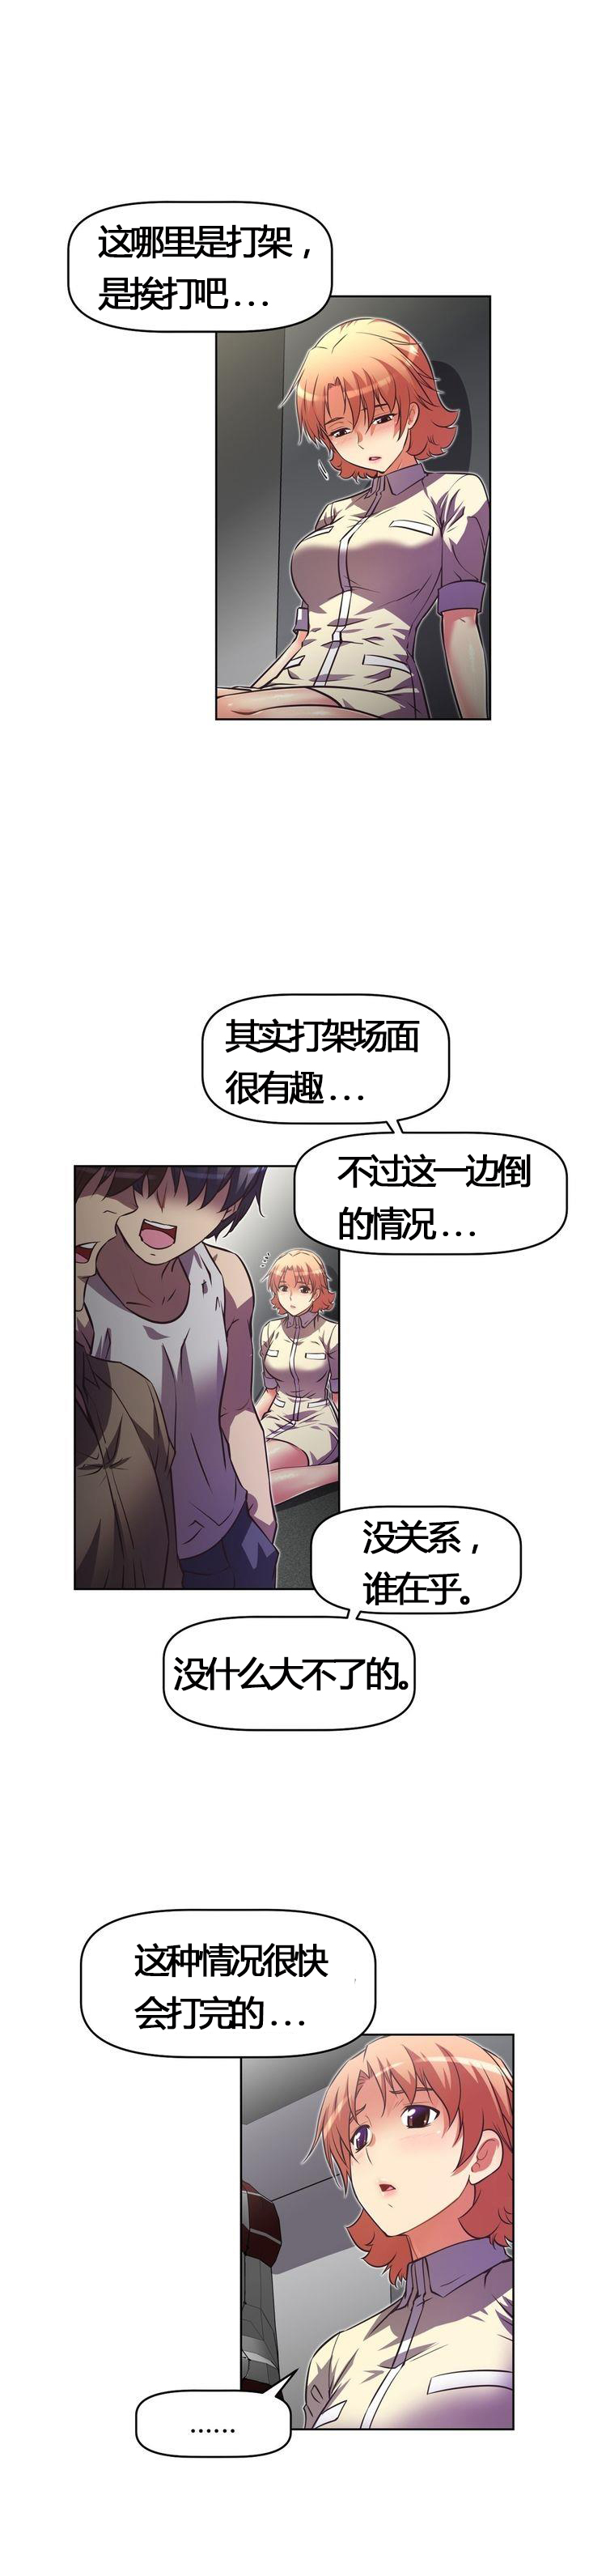 这哪里是打架，
是挨打吧...
其实打架场面
很有趣...
不过这一边倒
的情况...
没关系，
谁在乎。
没什么大不了的。
这种情况很快
会打完的...
......